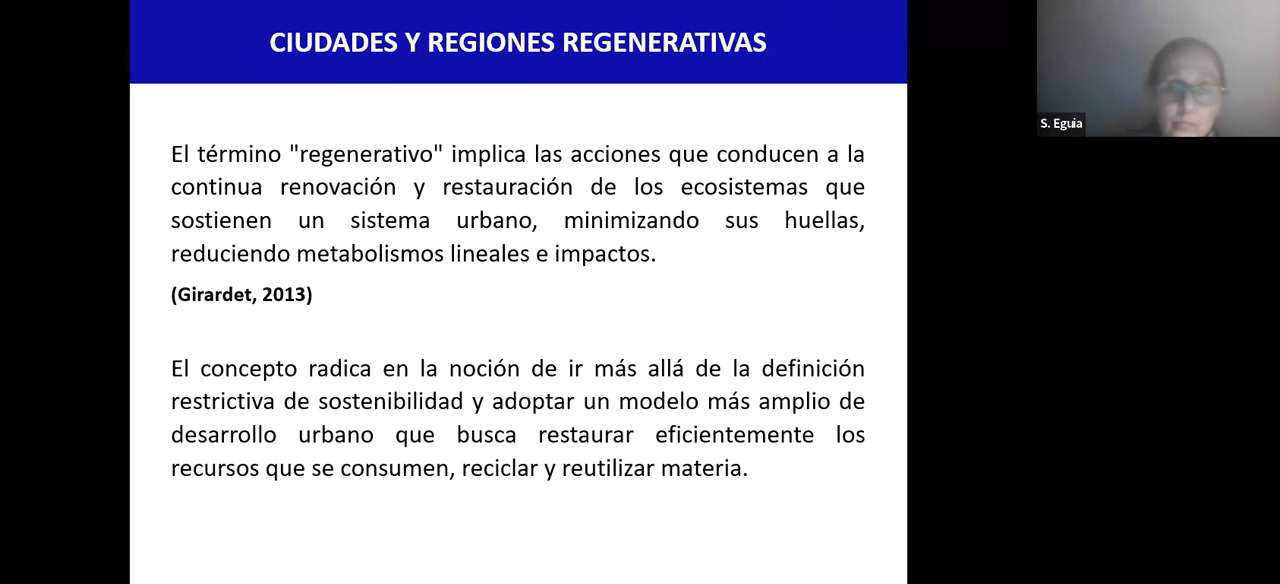 CIUDADES Y REGIONES REGENERATIVAS
El término "regenerativo" implica las acciones que conducen a la
continua renovación y restauración de los ecosistemas que
sostienen un sistema urbano, minimizando sus huellas,
reduciendo metabolismos lineales e impactos.
(Girardet, 2013)
El concepto radica en la noción de ir más allá de la definición
restrictiva de sostenibilidad y adoptar un modelo más amplio de
desarrollo urbano que busca restaurar eficientemente los
recursos que se consumen, reciclar y reutilizar materia.
S. Eguia